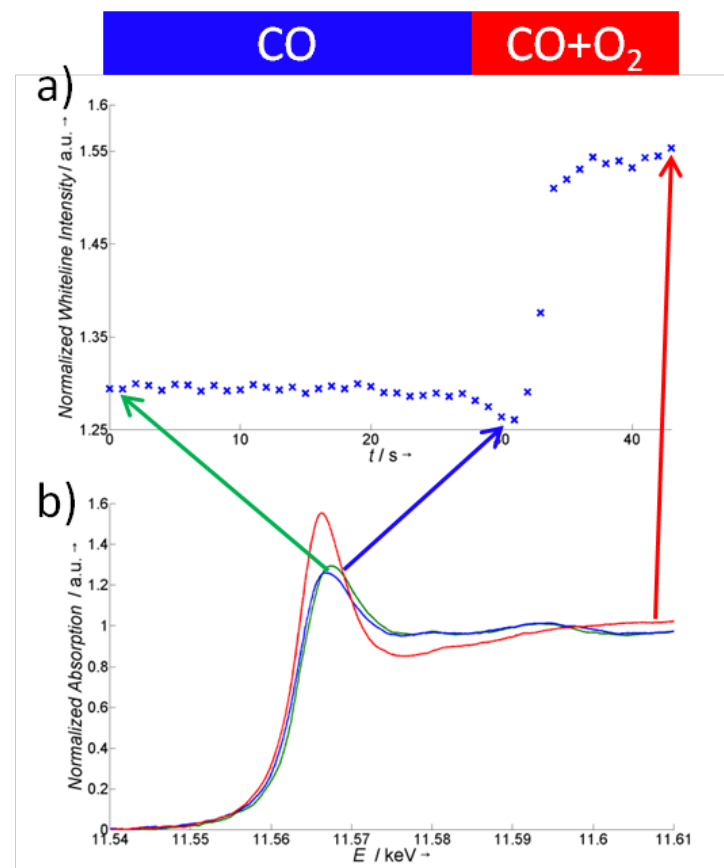 CO CO+O₂
a)
Normalized Whiteline Intensity / a.u. →
1.6
1.55
1.45
1.35
1.25
0 10 20 30 40
t / s →
b)
Normalized Absorption / a.u. →
1.6
1.4
1.2
1
0.8
0.6
0.4
0.2
0
11.54 11.55 11.56 11.57 11.58 11.59 11.6 11.61
E / keV →